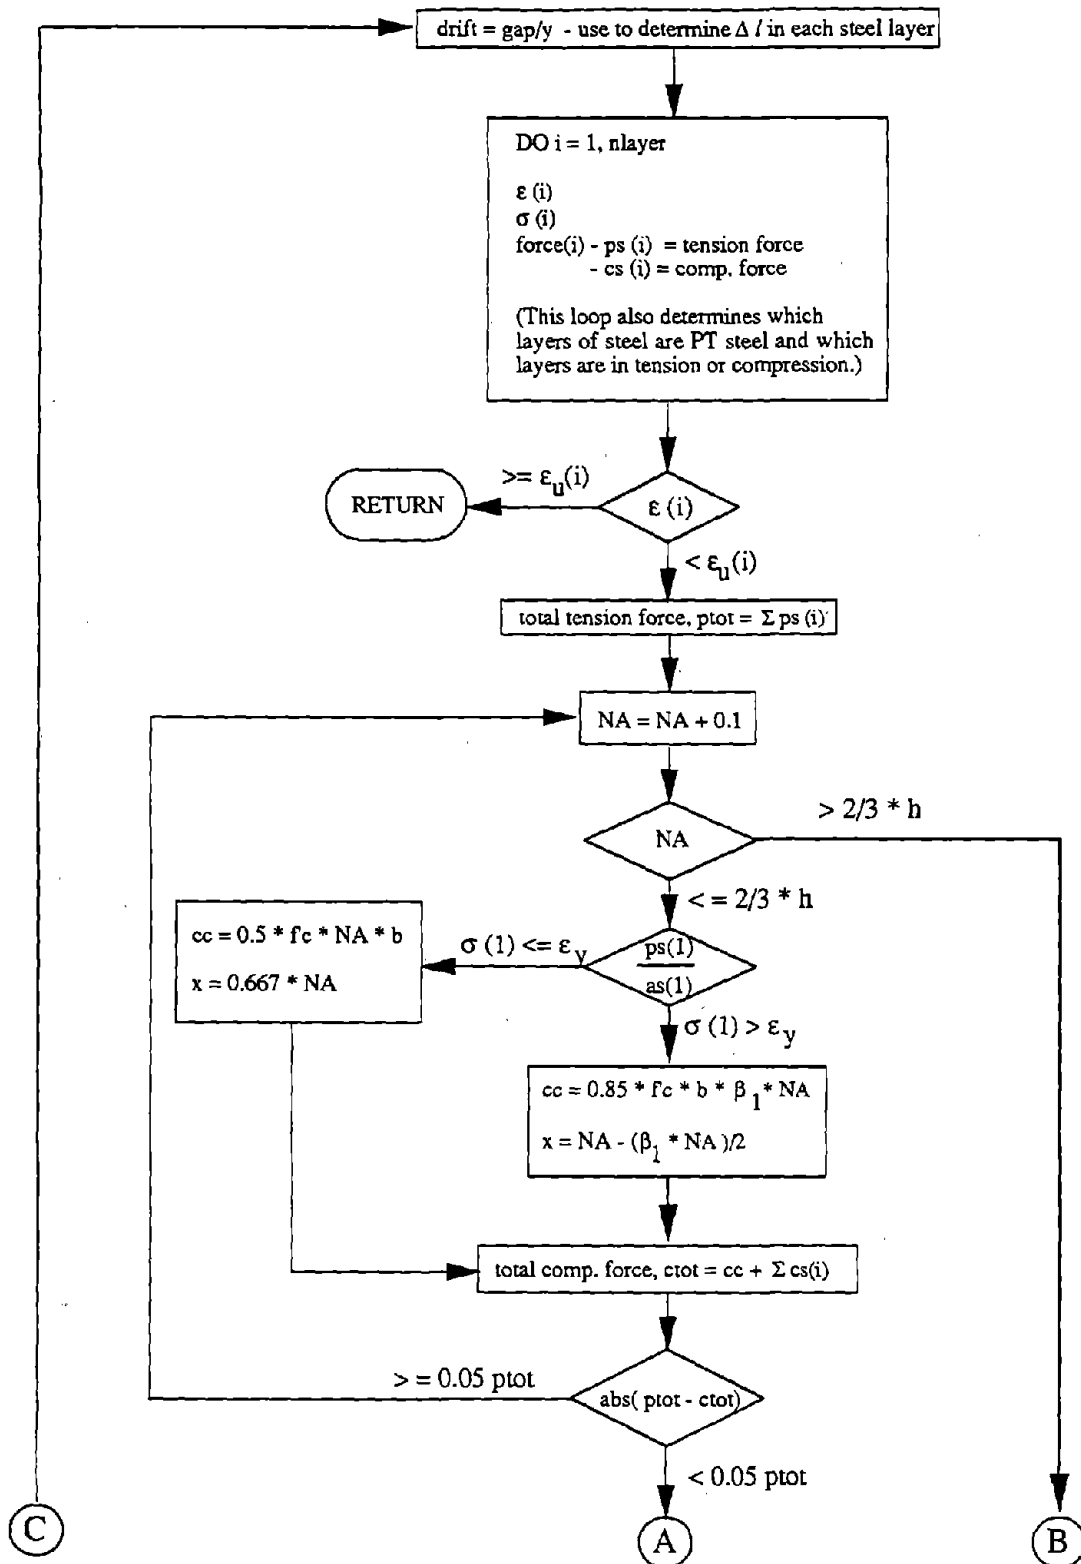 drift = gap/y - use to determine Δ l in each steel layer
DO i = 1, nlayer
ε (i)
σ (i)
force(i) - ps (i) = tension force
- cs (i) = comp. force
(This loop also determines which
layers of steel are PT steel and which
layers are in tension or compression.)
>= εu(i)
RETURN
ε (i)
< εu(i)
total tension force, ptot = Σ ps (i)
NA = NA + 0.1
> 2/3 * h
NA
< = 2/3 * h
cc = 0.5 * f'c * NA * b
x = 0.667 * NA
σ (1) <= εy
ps(1)
as(1)
σ (1) > εy
cc = 0.85 * f'c * b * β1* NA
x = NA - (β1 * NA )/2
total comp. force, ctot = cc + Σ cs(i)
> = 0.05 ptot
abs( ptot - ctot)
< 0.05 ptot
C
A
B